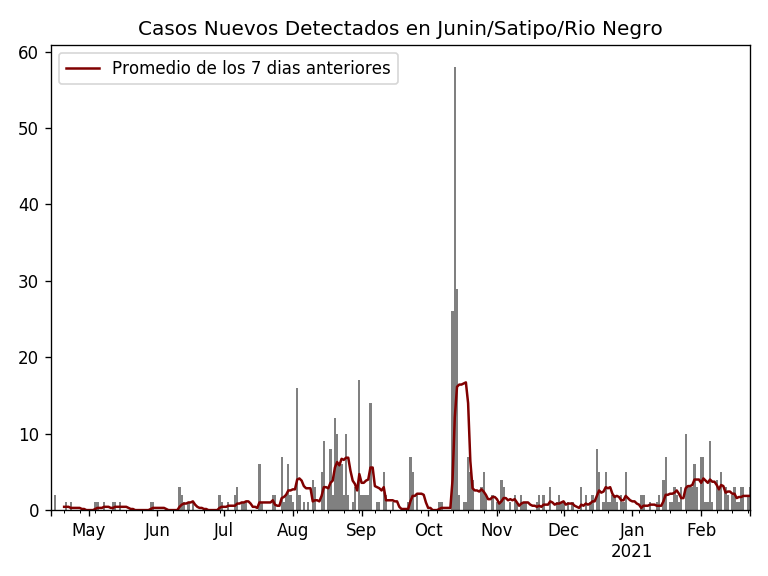 Casos Nuevos Detectados en Junin/Satipo/Rio Negro
Promedio de los 7 dias anteriores
60
50
40
30
20
10
0
May Jun Jul Aug Sep Oct Nov Dec Jan Feb
2021